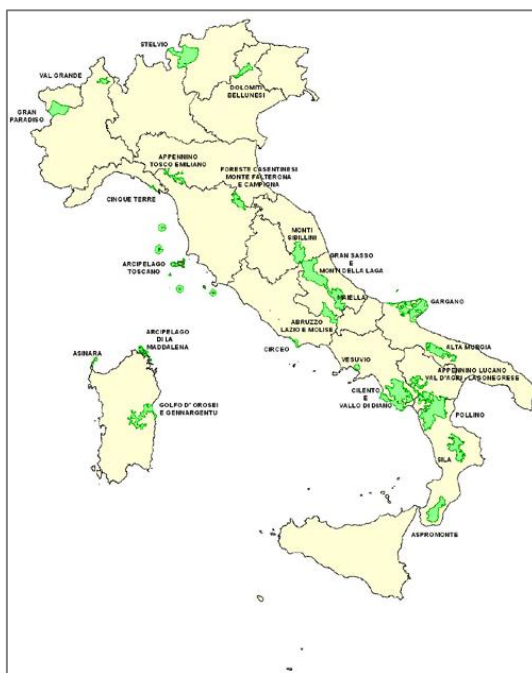 STELVIO
VAL GRANDE
DOLOMITI
BELLUNESI
GRAN
PARADISO
APPENNINO
TOSCO EMILIANO
FORESTE CASENTINESI
MONTE FALTERONA
E CAMPIGNA
CINQUE TERRE
MONTI
SIBILLINI
GRAN SASSO
E
MONTI DELLA LAGA
ARCIPELAGO
TOSCANO
MAIELLA
GARGANO
ABRUZZO
LAZIO E MOLISE
CIRCEO
ARCIPELAGO
DI LA
MADDALENA
ASINARA
VESUVIO
ALTA MURGIA
APPENNINO LUCANO
VAL D'AGRI - LAGONEGRESE
CILENTO
E
VALLO DI DIANO
GOLFO D' OROSEI
E GENNARGENTU
POLLINO
SILA
ASPROMONTE